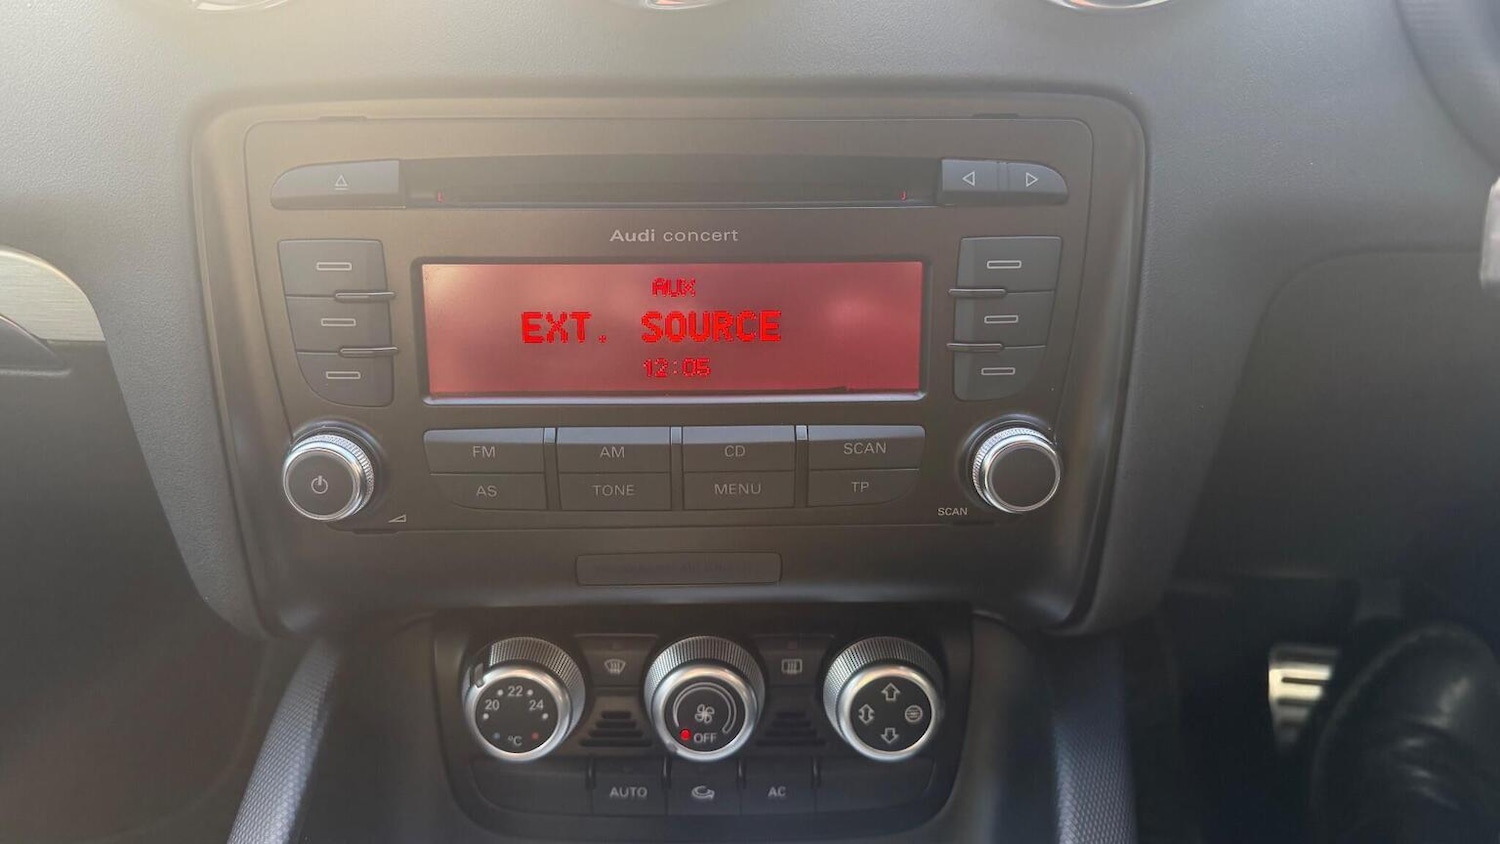 Audi concert
AUX
EXT. SOURCE
12:05
FM AM CD SCAN
AS TONE MENU TP
SCAN
22
20 24
°C
OFF
AUTO AC